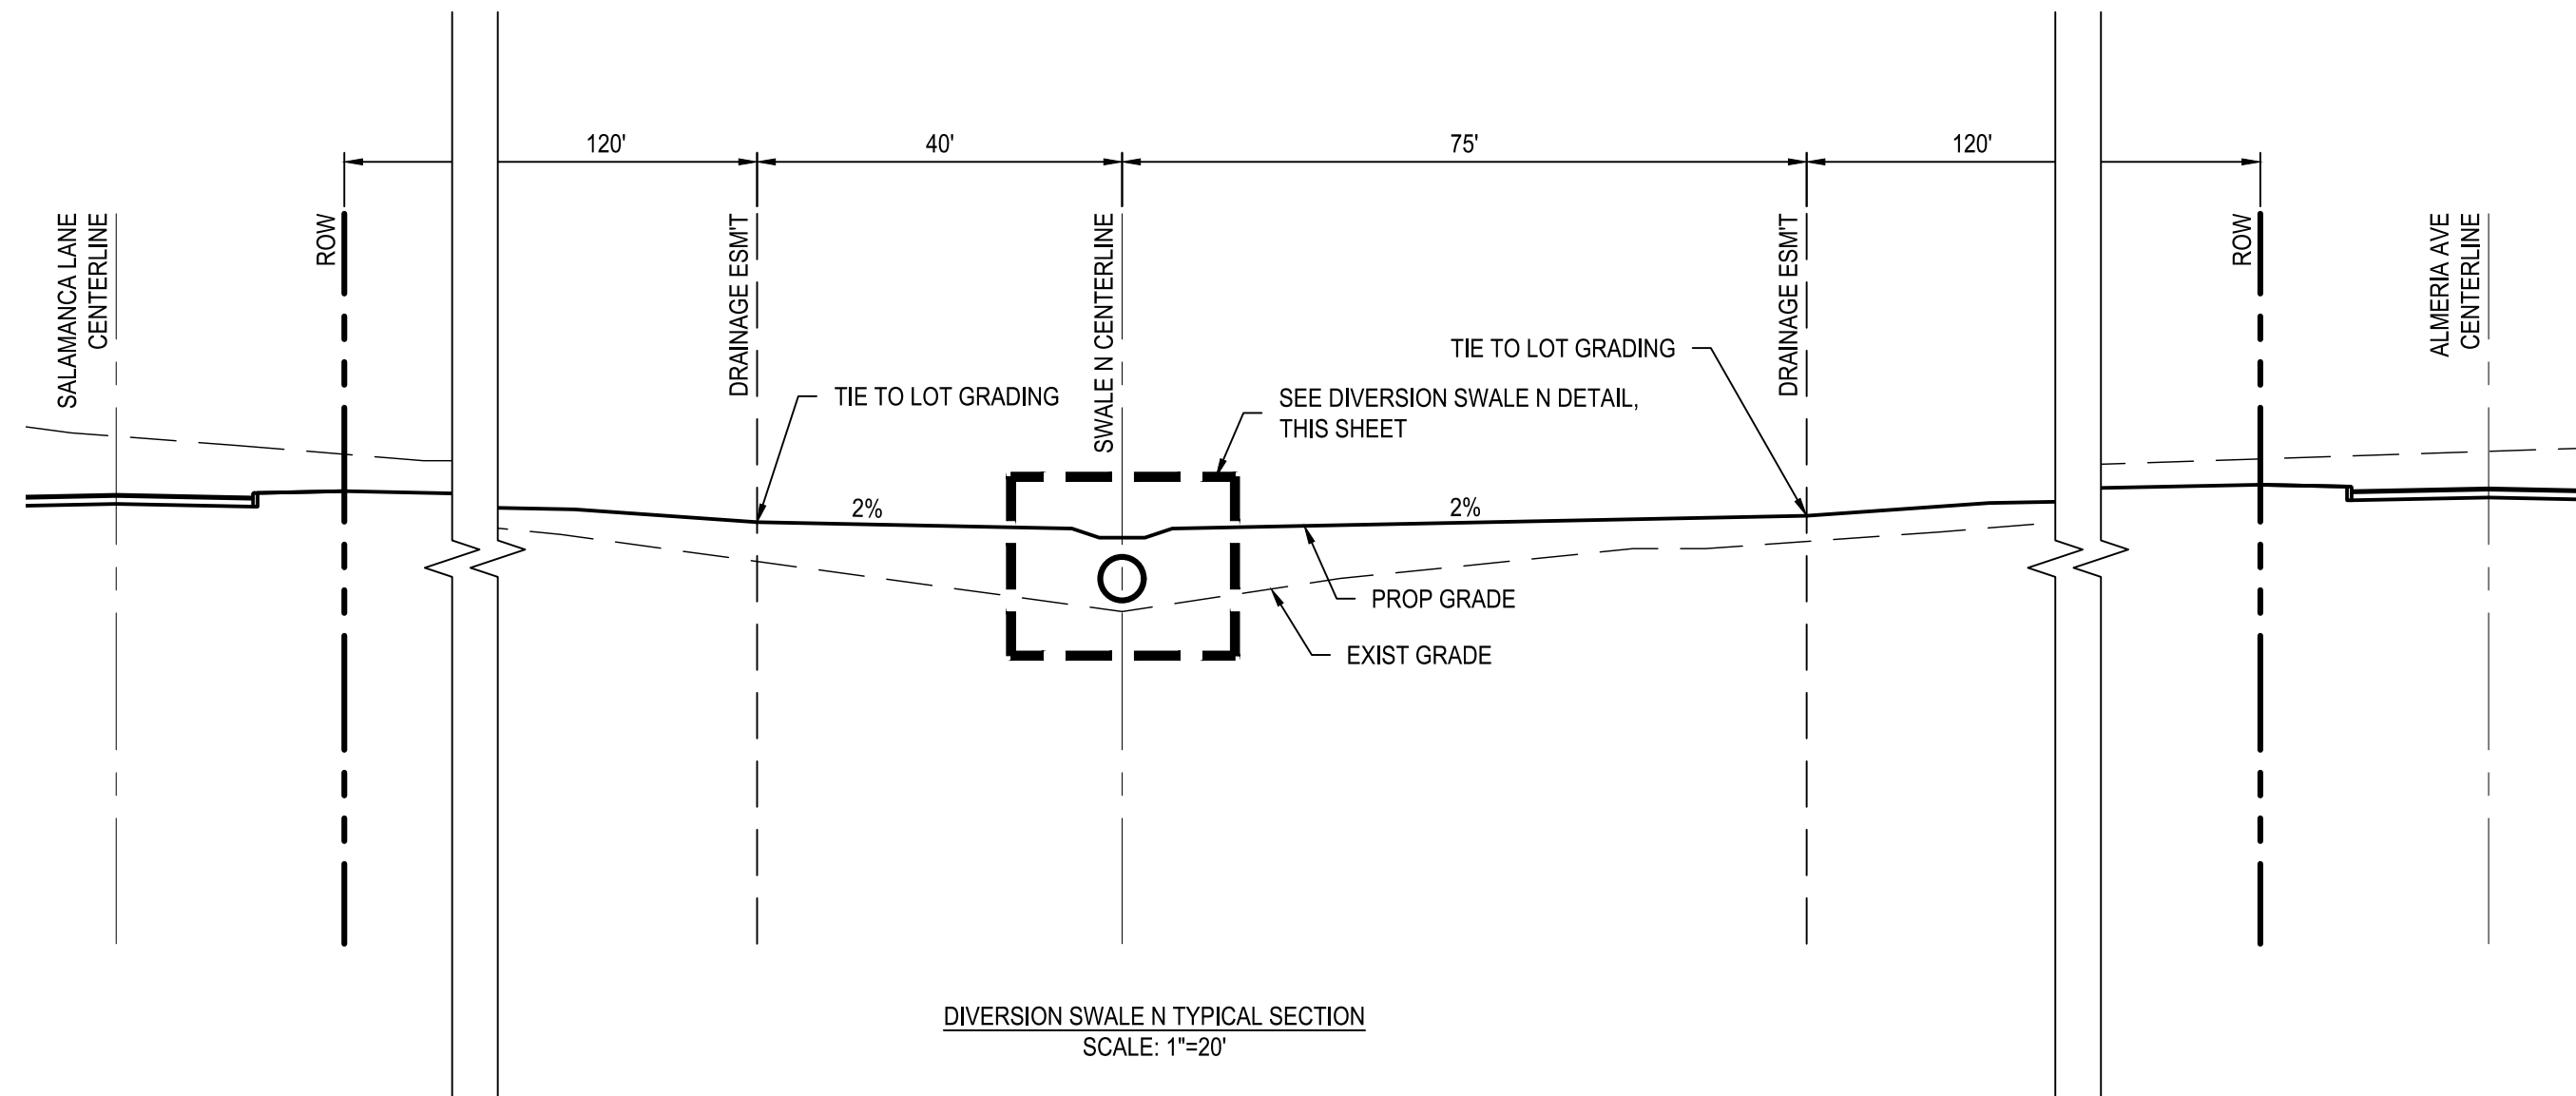 120'
40'
75'
120'
SALAMANCA LANE
CENTERLINE
ROW
DRAINAGE ESM'T
SWALE N CENTERLINE
DRAINAGE ESM'T
ROW
ALMERIA AVE
CENTERLINE
TIE TO LOT GRADING
TIE TO LOT GRADING
SEE DIVERSION SWALE N DETAIL,
THIS SHEET
2%
2%
PROP GRADE
EXIST GRADE
DIVERSION SWALE N TYPICAL SECTION
SCALE: 1"=20'